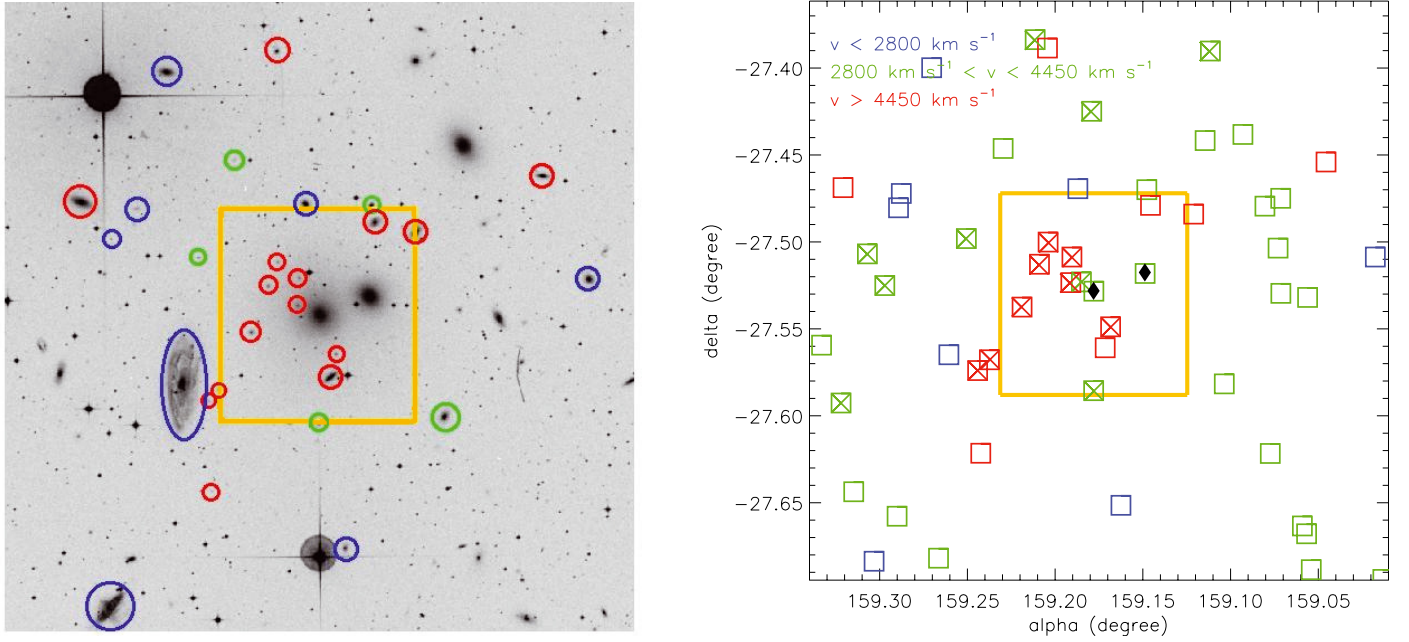 v < 2800 km s⁻¹
2800 km s⁻¹ < v < 4450 km s⁻¹
v > 4450 km s⁻¹
−27.40
−27.45
−27.50
−27.55
−27.60
−27.65
delta (degree)
159.30 159.25 159.20 159.15 159.10 159.05
alpha (degree)